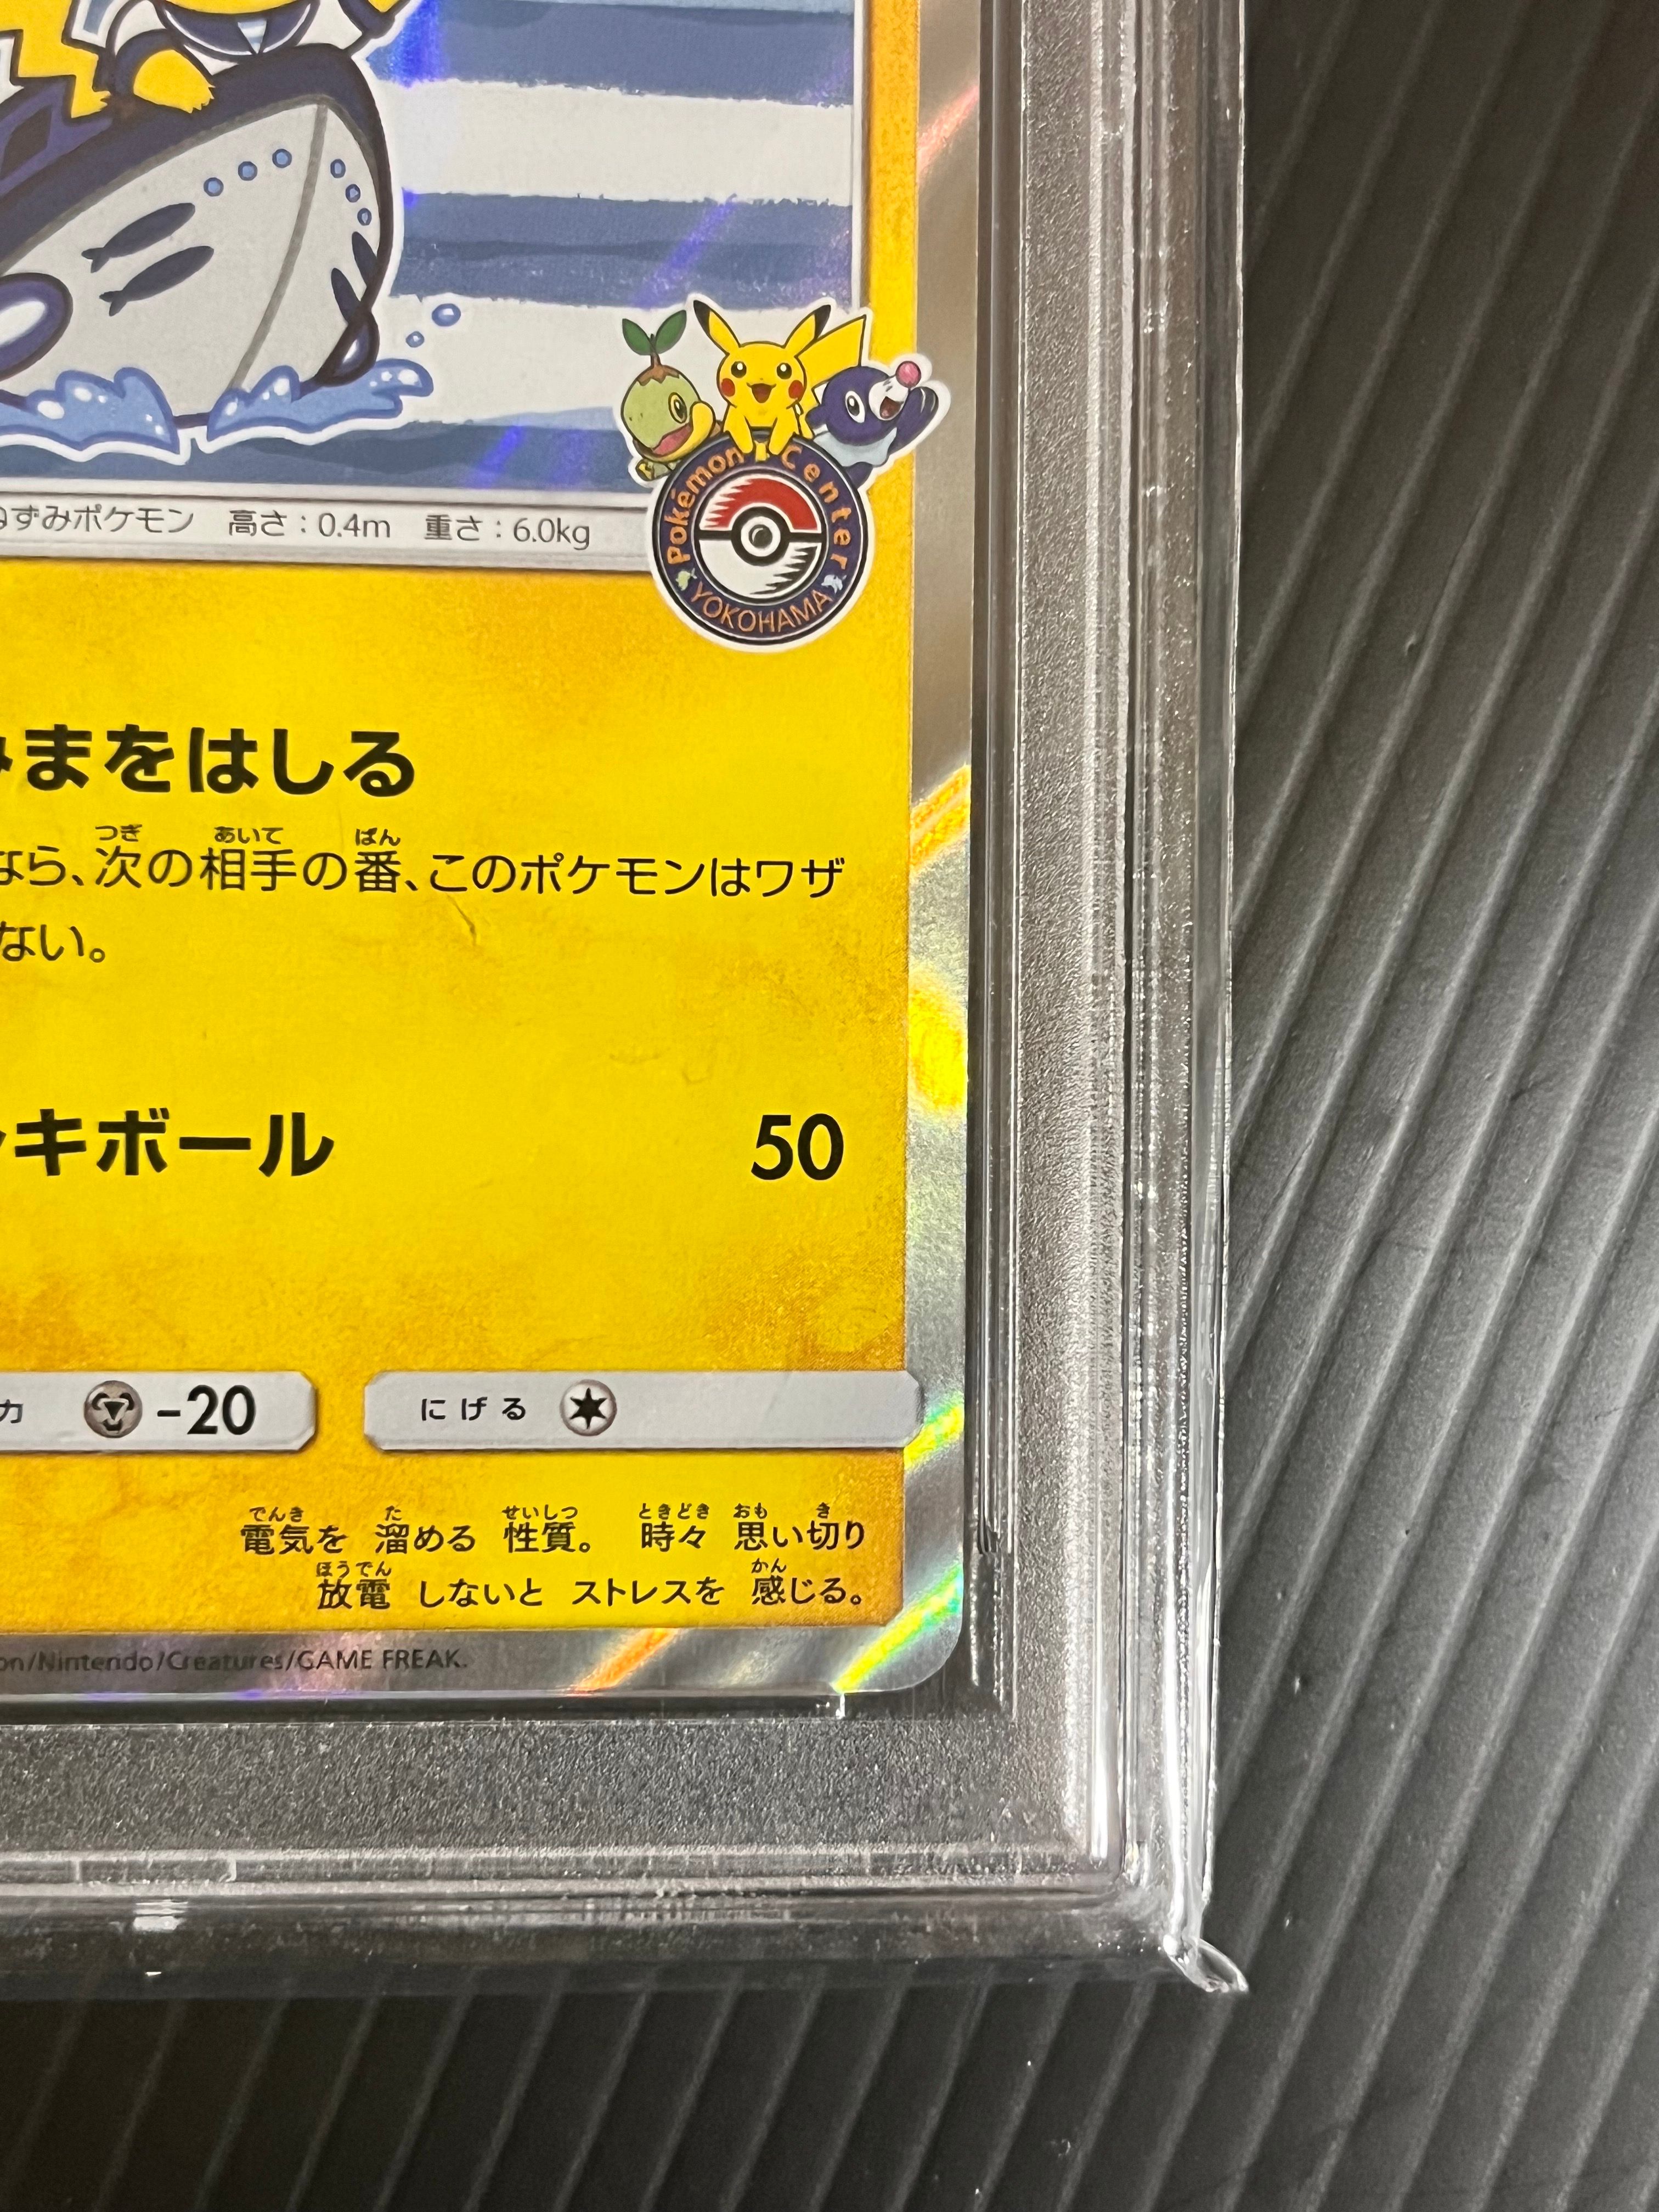 ねずみポケモン 高さ：0.4m 重さ：6.0kg
Pokémon Center
YOKOHAMA
みまをはしる
つぎ あいて ばん
なら、次の相手の番、このポケモンはワザ
ない。
キボール 50
力 -20
にげる
でんき た せいしつ ときどき おも き
電気を 溜める 性質。 時々 思い切り
ほうでん かん
放電 しないと ストレスを 感じる。
on/Nintendo/Creatures/GAME FREAK.